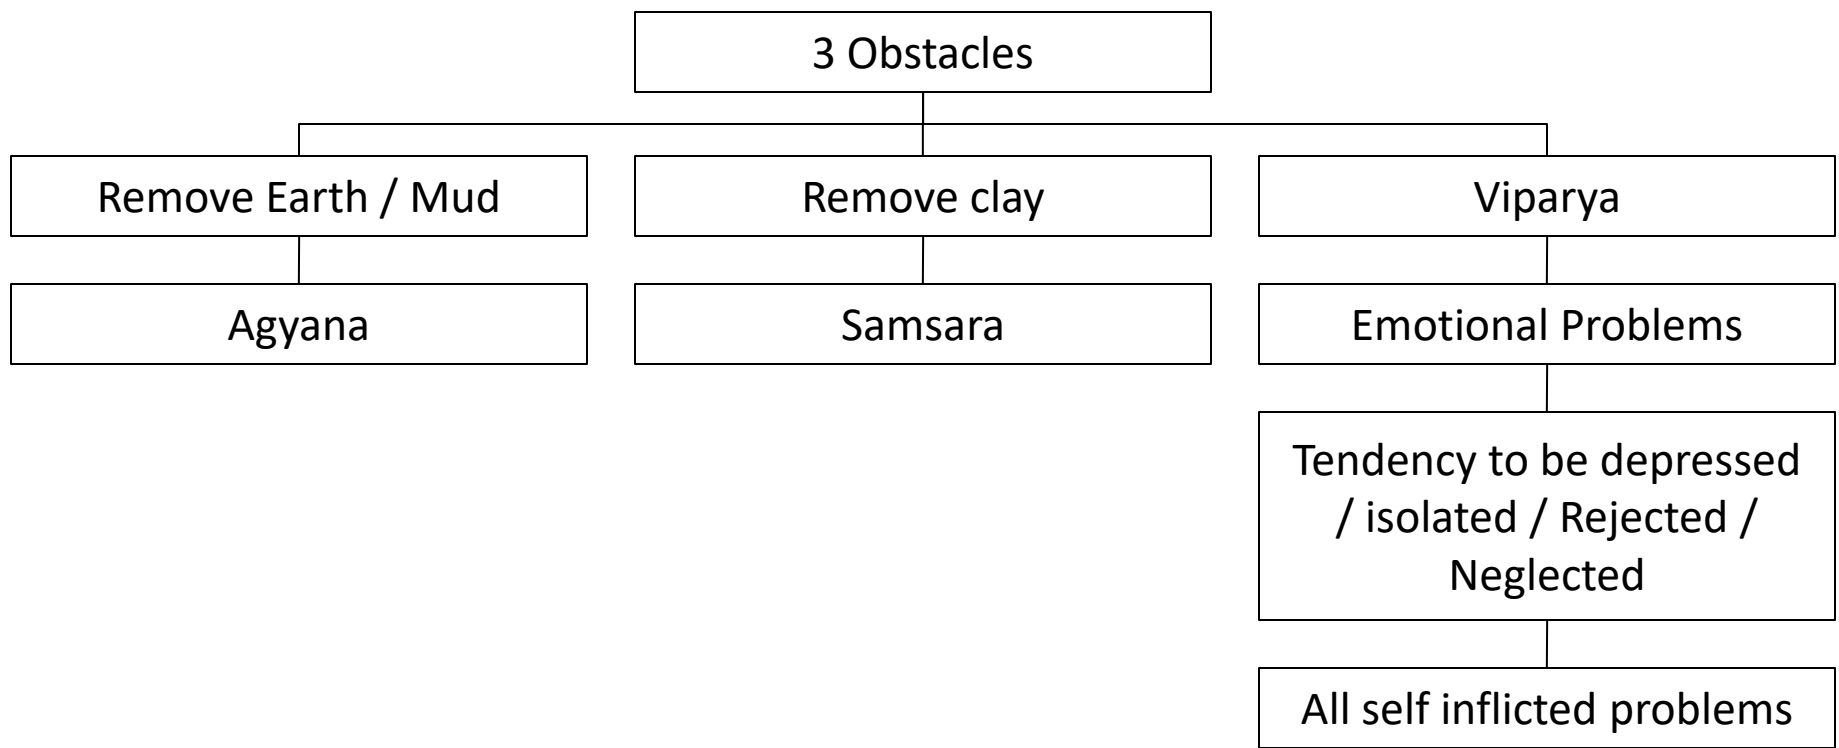 3 Obstacles
Remove Earth / Mud
Remove clay
Viparya
Agyana
Samsara
Emotional Problems
Tendency to be depressed
/ isolated / Rejected /
Neglected
All self inflicted problems